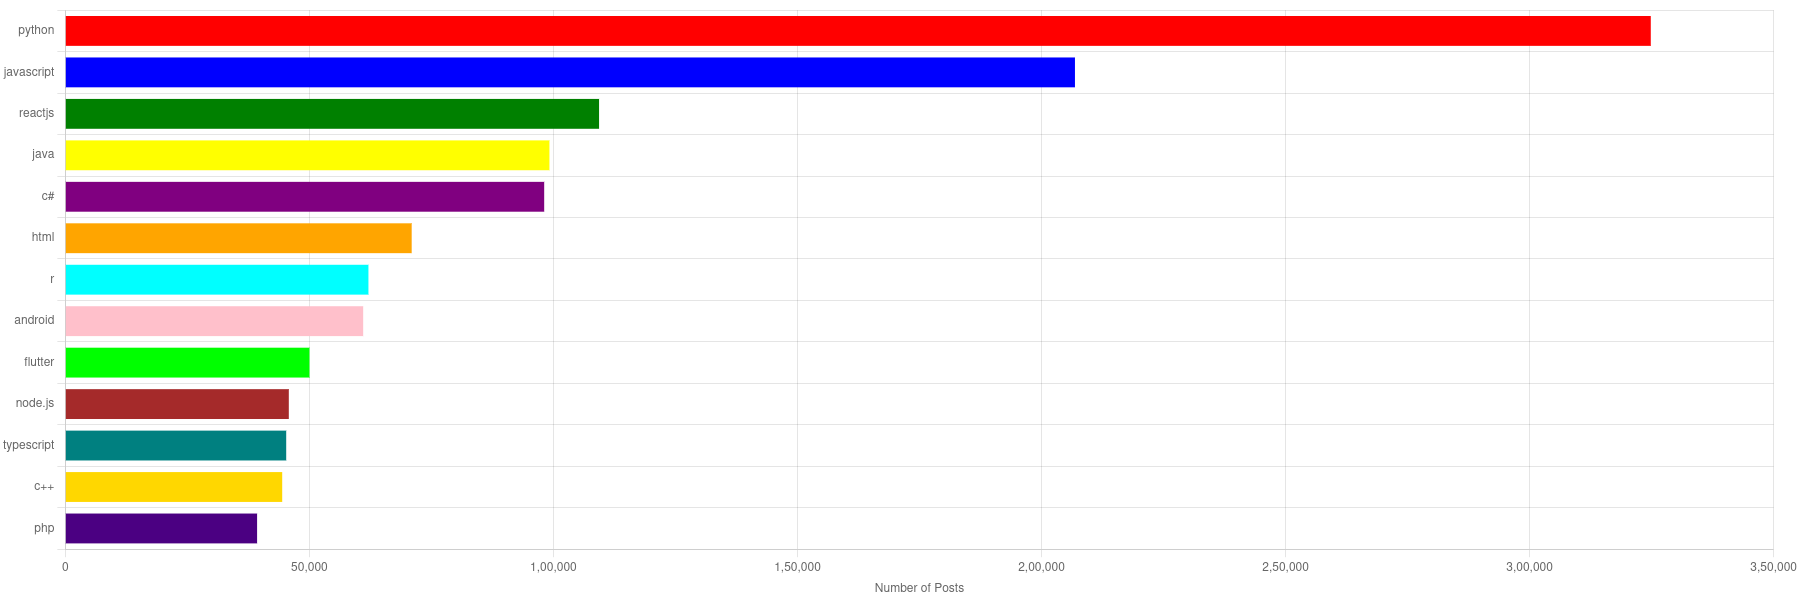 python
javascript
reactjs
java
c#
html
r
android
flutter
node.js
typescript
c++
php
0 50,000 1,00,000 1,50,000 2,00,000 2,50,000 3,00,000 3,50,000
Number of Posts